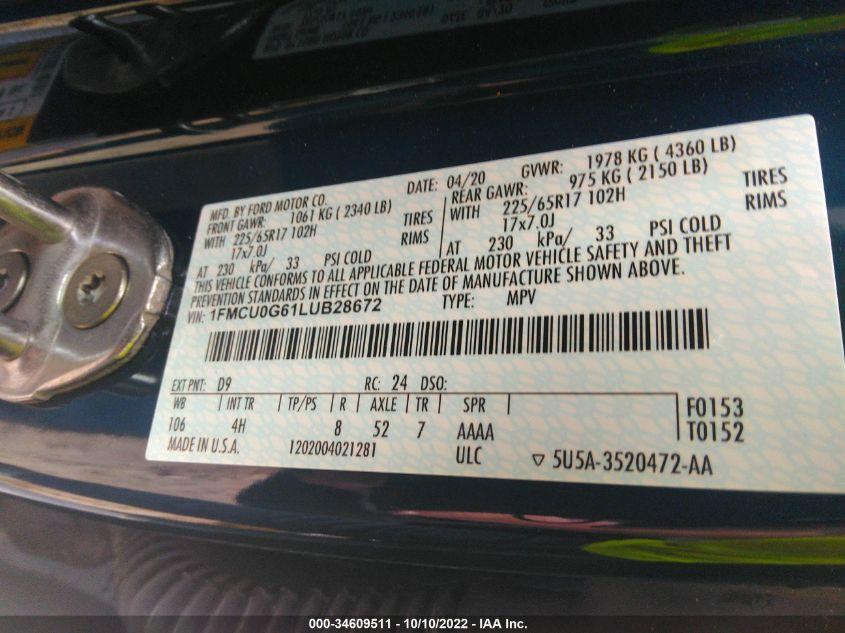 MFD. BY FORD MOTOR CO. DATE: 04/20 GVWR: 1978 KG ( 4360 LB)
FRONT GAWR: 1061 KG ( 2340 LB) REAR GAWR: 975 KG ( 2150 LB)
WITH 225/65R17 102H TIRES WITH 225/65R17 102H TIRES
17x7.0J RIMS 17x7.0J RIMS
AT 230 kPa/ 33 PSI COLD AT 230 kPa/ 33 PSI COLD
THIS VEHICLE CONFORMS TO ALL APPLICABLE FEDERAL MOTOR VEHICLE SAFETY AND THEFT
PREVENTION STANDARDS IN EFFECT ON THE DATE OF MANUFACTURE SHOWN ABOVE.
VIN: 1FMCU0G61LUB28672 TYPE: MPV
EXT PNT: D9 RC: 24 DSO:
WB INT TR TP/PS R AXLE TR SPR F0153
106 4H 8 52 7 AAAA T0152
MADE IN U.S.A. 1202004021281 ULC ▽ 5U5A-3520472-AA
000-34609511 - 10/10/2022 - IAA Inc.